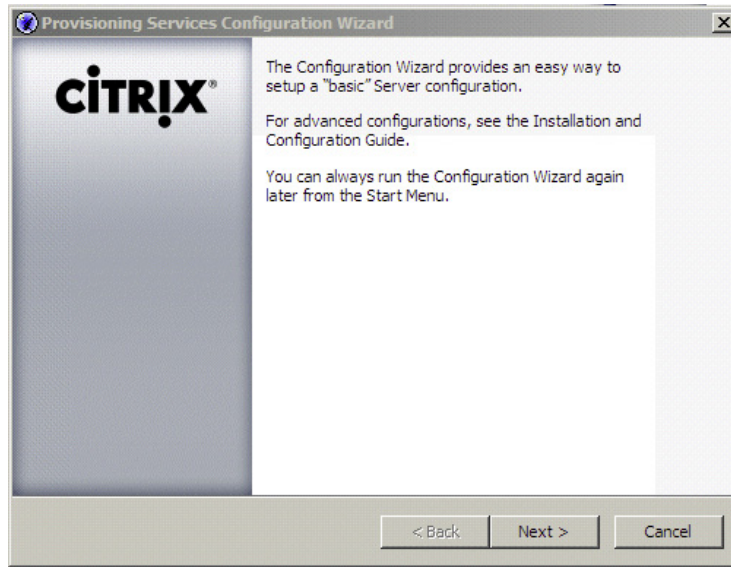 Provisioning Services Configuration Wizard
CİTRIX®
The Configuration Wizard provides an easy way to
setup a "basic" Server configuration.
For advanced configurations, see the Installation and
Configuration Guide.
You can always run the Configuration Wizard again
later from the Start Menu.
< Back
Next >
Cancel